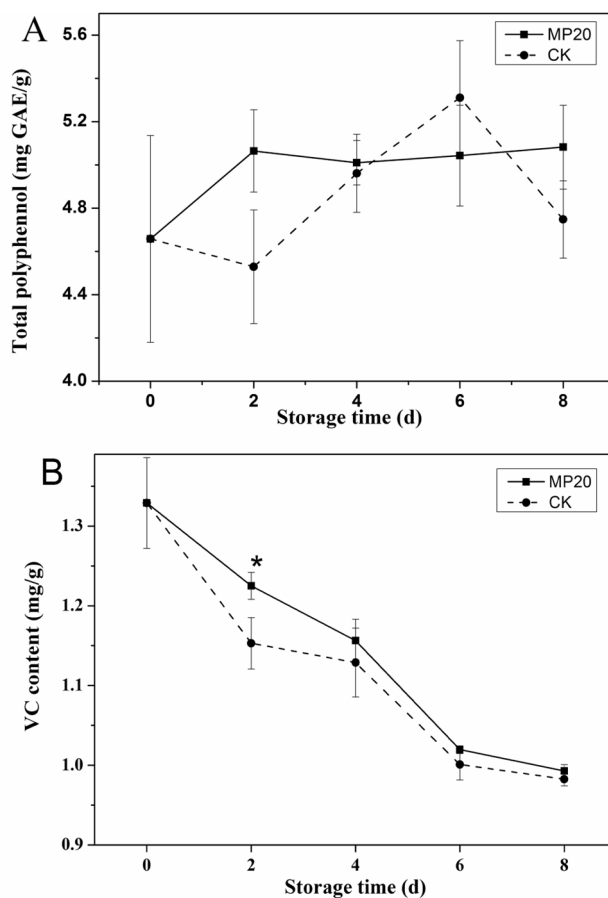 A
MP20
CK
Total polyphennol (mg GAE/g)
5.6
5.2
4.8
4.4
4.0
0 2 4 6 8
Storage time (d)
B
MP20
CK
VC content (mg/g)
1.3
1.2
1.1
1.0
0.9
*
0 2 4 6 8
Storage time (d)